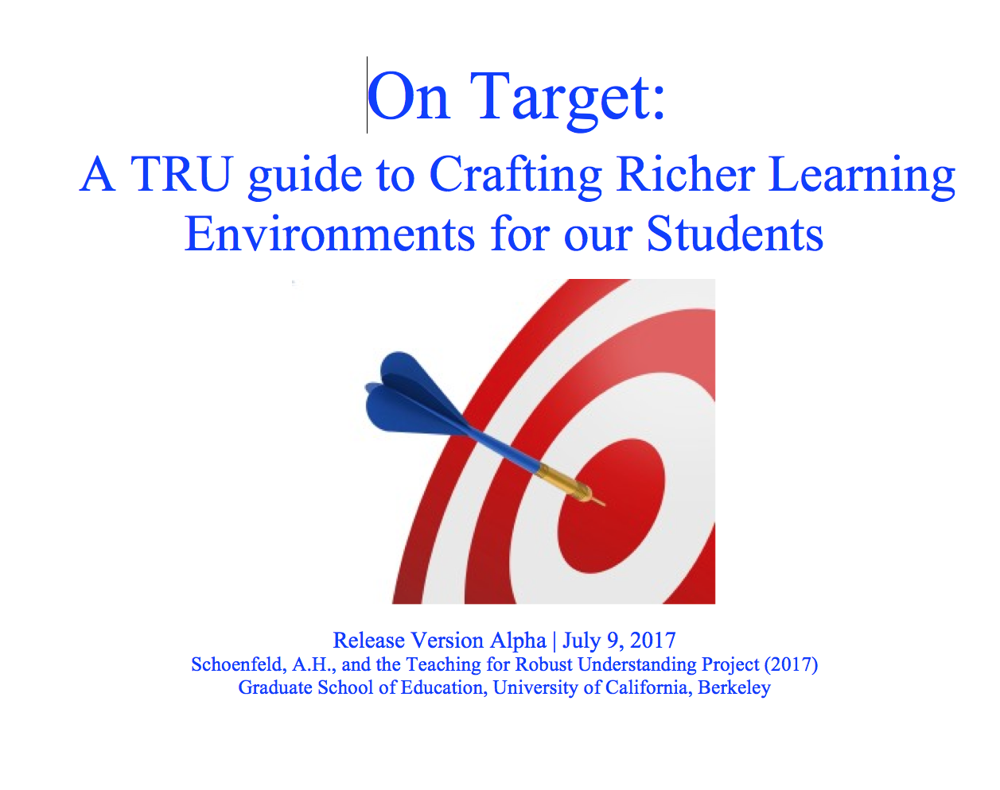 On Target:
A TRU guide to Crafting Richer Learning
Environments for our Students
Release Version Alpha | July 9, 2017
Schoenfeld, A.H., and the Teaching for Robust Understanding Project (2017)
Graduate School of Education, University of California, Berkeley